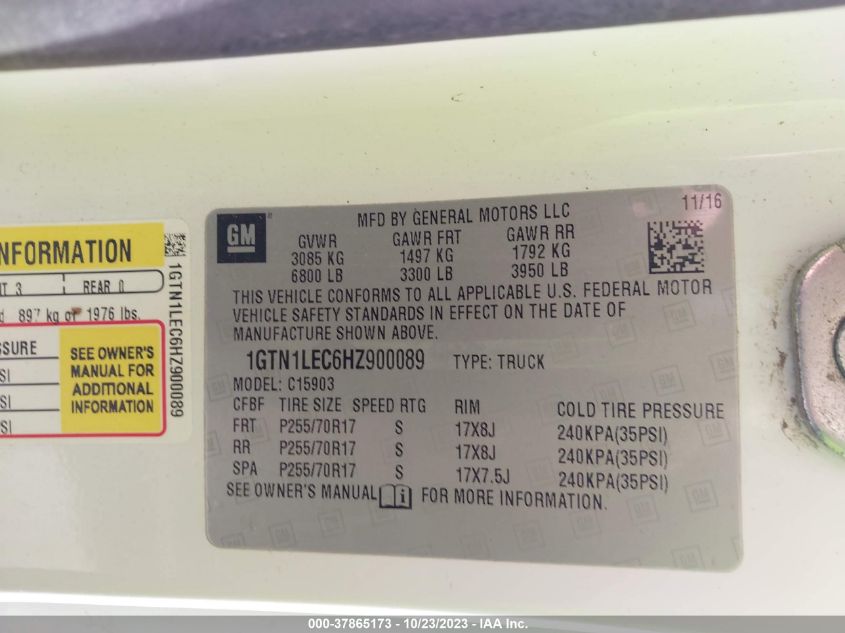 NFORMATION
NT 3 REAR 0
897 kg or 1976 lbs.
SSURE
SEE OWNER'S
MANUAL FOR
ADDITIONAL
INFORMATION
1GTN1LEC6HZ900089
GM
MFD BY GENERAL MOTORS LLC
11/16
GVWR GAWR FRT GAWR RR
3085 KG 1497 KG 1792 KG
6800 LB 3300 LB 3950 LB
THIS VEHICLE CONFORMS TO ALL APPLICABLE U.S. FEDERAL MOTOR
VEHICLE SAFETY STANDARDS IN EFFECT ON THE DATE OF
MANUFACTURE SHOWN ABOVE.
1GTN1LEC6HZ900089 TYPE: TRUCK
MODEL: C15903
CFBF TIRE SIZE SPEED RTG RIM COLD TIRE PRESSURE
FRT P255/70R17 S 17X8J 240KPA(35PSI)
RR P255/70R17 S 17X8J 240KPA(35PSI)
SPA P255/70R17 S 17X7.5J 240KPA(35PSI)
SEE OWNER'S MANUAL FOR MORE INFORMATION.
000-37865173 - 10/23/2023 - IAA Inc.